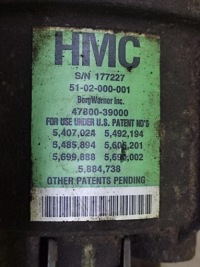 HMC
S/N 177227
51-02-000-001
BorgWarner Inc.
47800-39000
FOR USE UNDER U.S. PATENT NO'S
5,407,024 5,492,194
5,485,894 5,605,201
5,699,888 5,690,002
5,884,738
OTHER PATENTS PENDING